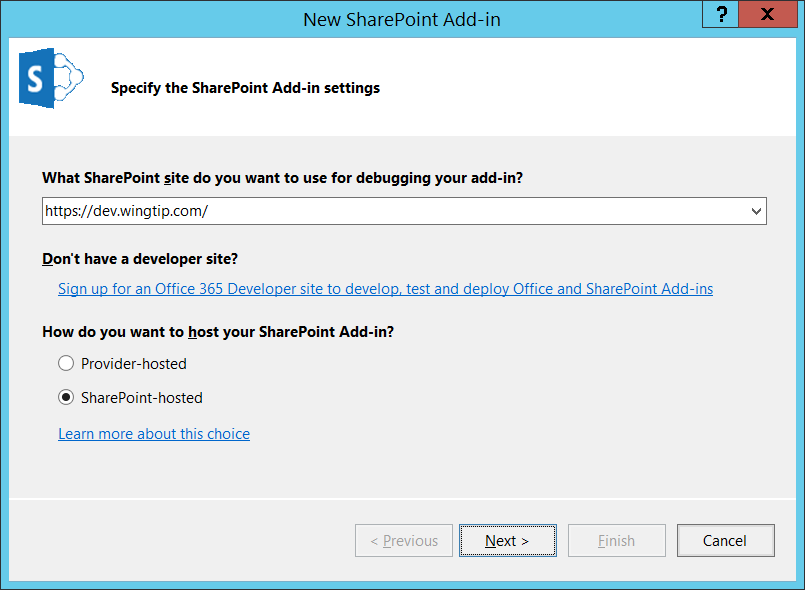 New SharePoint Add-in
?
X
S
Specify the SharePoint Add-in settings
What SharePoint site do you want to use for debugging your add-in?
https://dev.wingtip.com/
Don't have a developer site?
Sign up for an Office 365 Developer site to develop, test and deploy Office and SharePoint Add-ins
How do you want to host your SharePoint Add-in?
Provider-hosted
SharePoint-hosted
Learn more about this choice
< Previous
Next >
Finish
Cancel